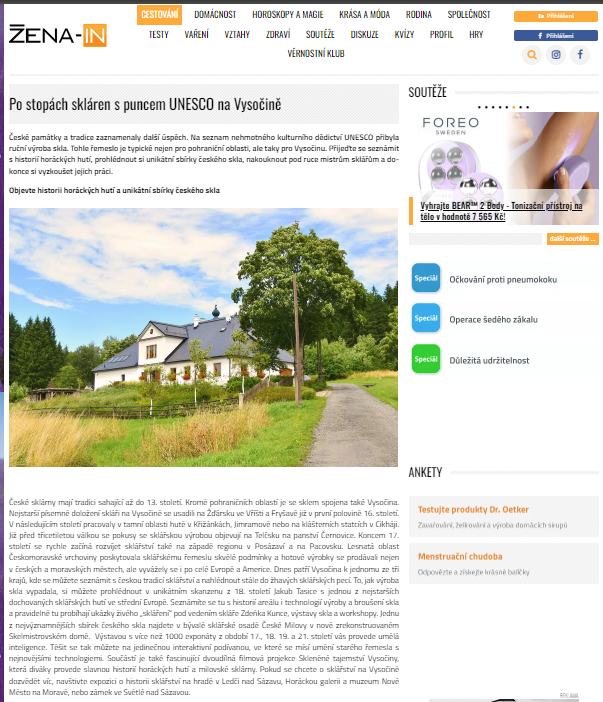 ŽENA-IN
CESTOVÁNÍ DOMÁCNOST HOROSKOPY A MAGIE KRÁSA A MÓDA RODINA SPOLEČNOST
TESTY VAŘENÍ VZTAHY ZDRAVÍ SOUTĚŽE DISKUZE KVÍZY PROFIL HRY
VĚRNOSTNÍ KLUB
Přihlášení
Přihlášení
Po stopách skláren s puncem UNESCO na Vysočině
České památky a tradice zaznamenaly další úspěch. Na seznam nehmotného kulturního dědictví UNESCO přibyla
ruční výroba skla. Tohle řemeslo je typické nejen pro pohraniční oblasti, ale taky pro Vysočinu. Přijeďte se seznámit
s historií horáckých hutí, prohlédnout si unikátní sbírky českého skla, nakouknout pod ruce mistrům sklářům a do-
konce si vyzkoušet jejich práci.
Objevte historii horáckých hutí a unikátní sbírky českého skla
České sklárny mají tradici sahající až do 13. století. Kromě pohraničních oblastí je se sklem spojena také Vysočina.
Nejstarší písemné doložení sklářů na Vysočině se usadili na Žďársku ve Vříšti a Fryšavě již v první polovině 16. století.
V následujícím století pracovaly v tamní oblasti hutě v Křižánkách, Jimramově nebo na klášterních statcích v Cikháji.
Již před třicetiletou válkou se pokusy se sklářskou výrobou objevují na Telčsku na panství Černovice. Koncem 17.
století se rychle začíná rozvíjet sklářství také na západě regionu v Posázaví a na Pacovsku. Lesnatá oblast
Českomoravské vrchoviny poskytovala sklářskému řemeslu skvělé podmínky a hotové výrobky se prodávali nejen
v českých a moravských městech, ale vyvážely se i po celé Evropě a Americe. Dnes patří Vysočina k jednomu ze tří
krajů, kde se můžete seznámit s českou tradicí sklářství a nahlédnout stále do žhavých sklářských pecí. To, jak výroba
skla vypadala, si můžete prohlédnout v unikátním skanzenu z 18. století Jakub Tasice s jednou z nejstarších
dochovaných sklářských hutí ve střední Evropě. Seznámíte se tu s historií areálu i technologií výroby a broušení skla
a pravidelně tu probíhají ukázky živého „skláření“ pod vedením skláře Zdeňka Kunce, výstavy skla a workshopy. Jednu
z nejvýznamnějších sbírek českého skla najdete v bývalé sklářské osadě České Milovy v nově zrekonstruovaném
Skelmistrovském domě. Výstavou s více než 1000 exponáty z období 17., 18. 19. a 21. století vás provede umělá
inteligence. Těšit se tak můžete na jedinečnou interaktivní podívanou, ve které se mísí umění starého řemesla s
nejnovějšími technologiemi. Součástí je také fascinující dvoudílná filmová projekce Skleněné tajemství Vysočiny,
která diváky provede slavnou historií horáckých hutí a milovské sklárny. Pokud se chcete o sklářství na Vysočině
dozvědět víc, navštivte expozici o historii sklářství na hradě v Ledči nad Sázavu, Horáckou galerii a muzeum Nové
Město na Moravě, nebo zámek ve Světlé nad Sázavou.
SOUTĚŽE
FOREO
SWEDEN
Vyhrajte BEAR™ 2 Body - Tonizační přístroj na
tělo v hodnotě 7 565 Kč!
další soutěže ...
Speciál Očkování proti pneumokoku
Speciál Operace šedého zákalu
Speciál Důležitá udržitelnost
ANKETY
Testujte produkty Dr. Oetker
Zavařování, želírování a výroba domácích sirupů
Menstruační chudoba
Odpovězte a získejte krásné balíčky
REKLAMA